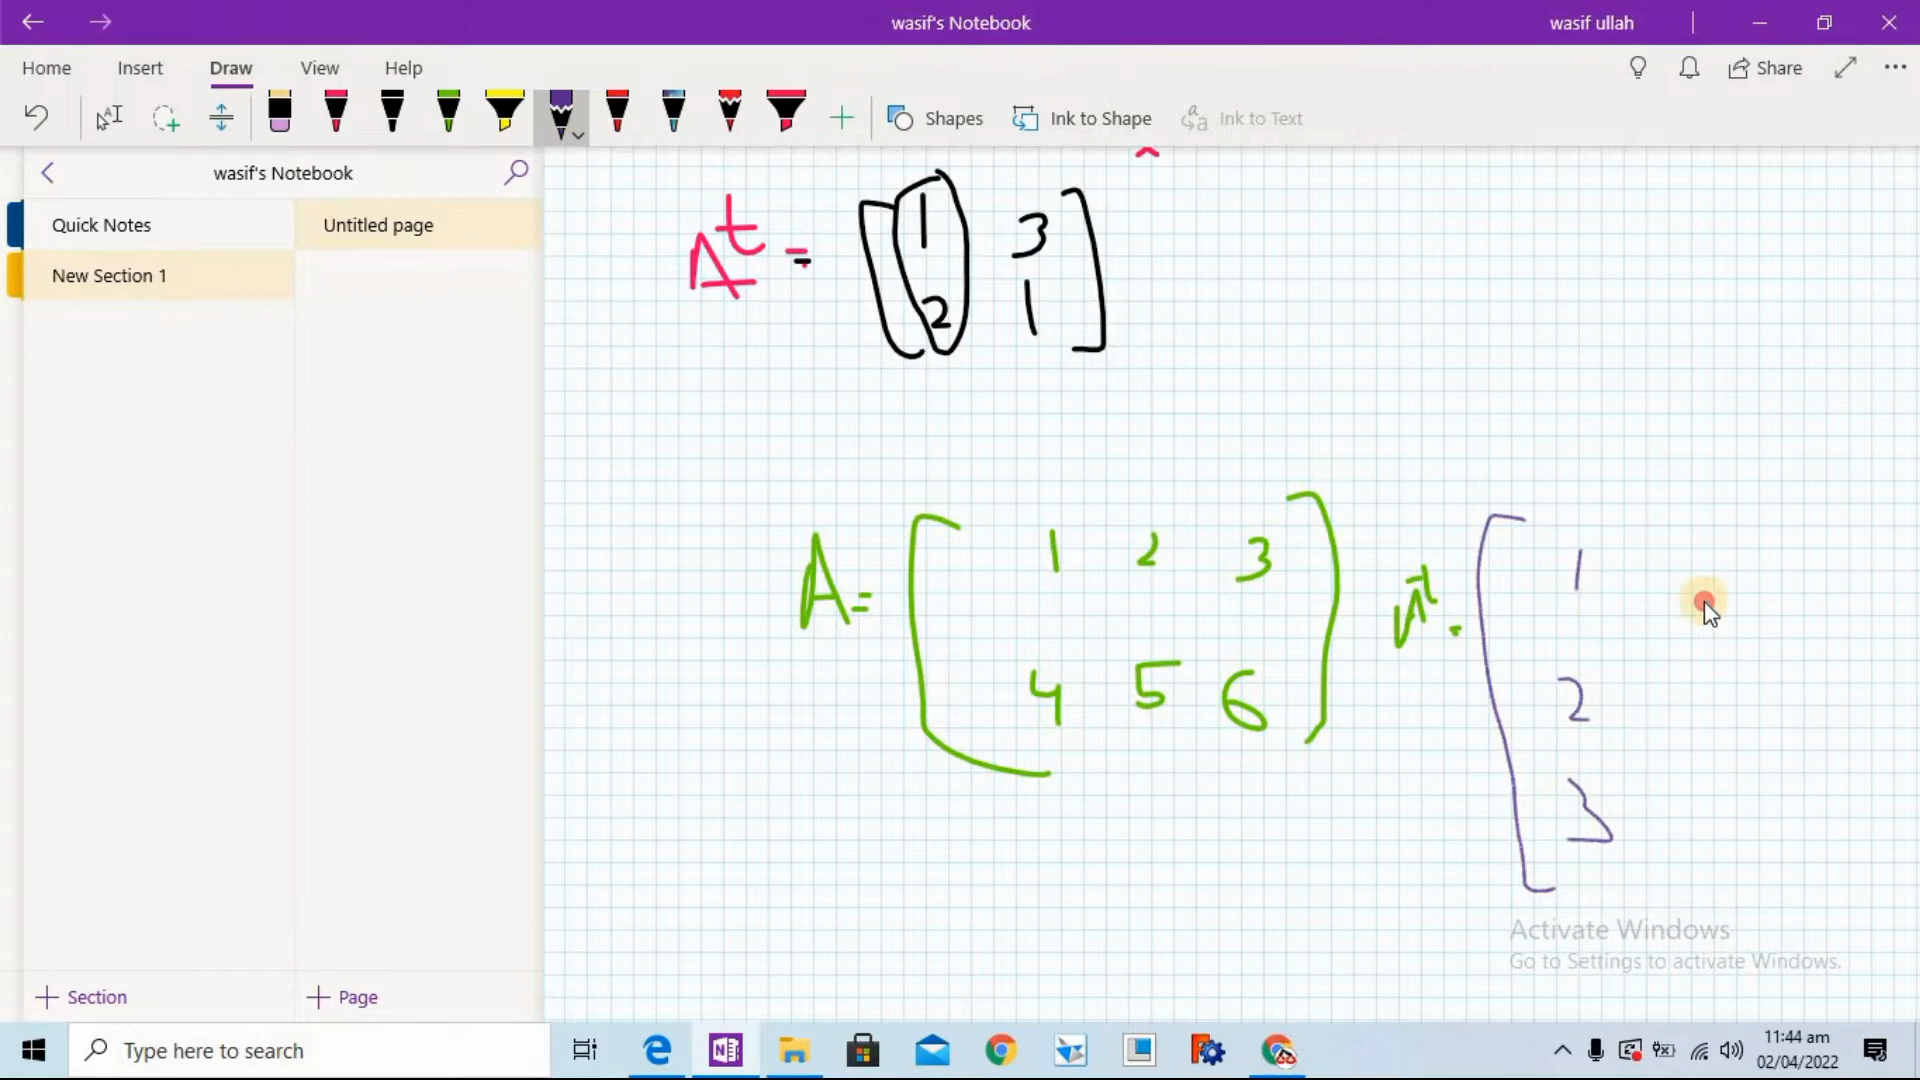 wasif's Notebook
wasif ullah
Home Insert Draw View Help
Share
Shapes Ink to Shape Ink to Text
wasif's Notebook
Quick Notes
Untitled page
New Section 1
A^t = [1 3
2 1]
A = [1 2 3
4 5 6]
A^t = [1
2
3
Activate Windows
Go to Settings to activate Windows.
Section
Page
Type here to search
11:44 am
02/04/2022